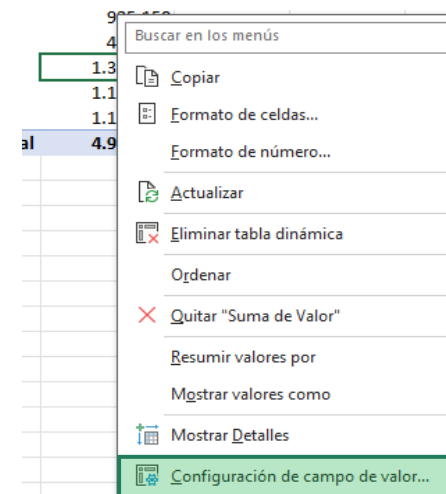 Buscar en los menús
4
1.3
Copiar
1.1
Formato de celdas...
1.1
al 4.9
Formato de número...
Actualizar
Eliminar tabla dinámica
Ordenar
Quitar "Suma de Valor"
Resumir valores por
Mostrar valores como
Mostrar Detalles
Configuración de campo de valor...